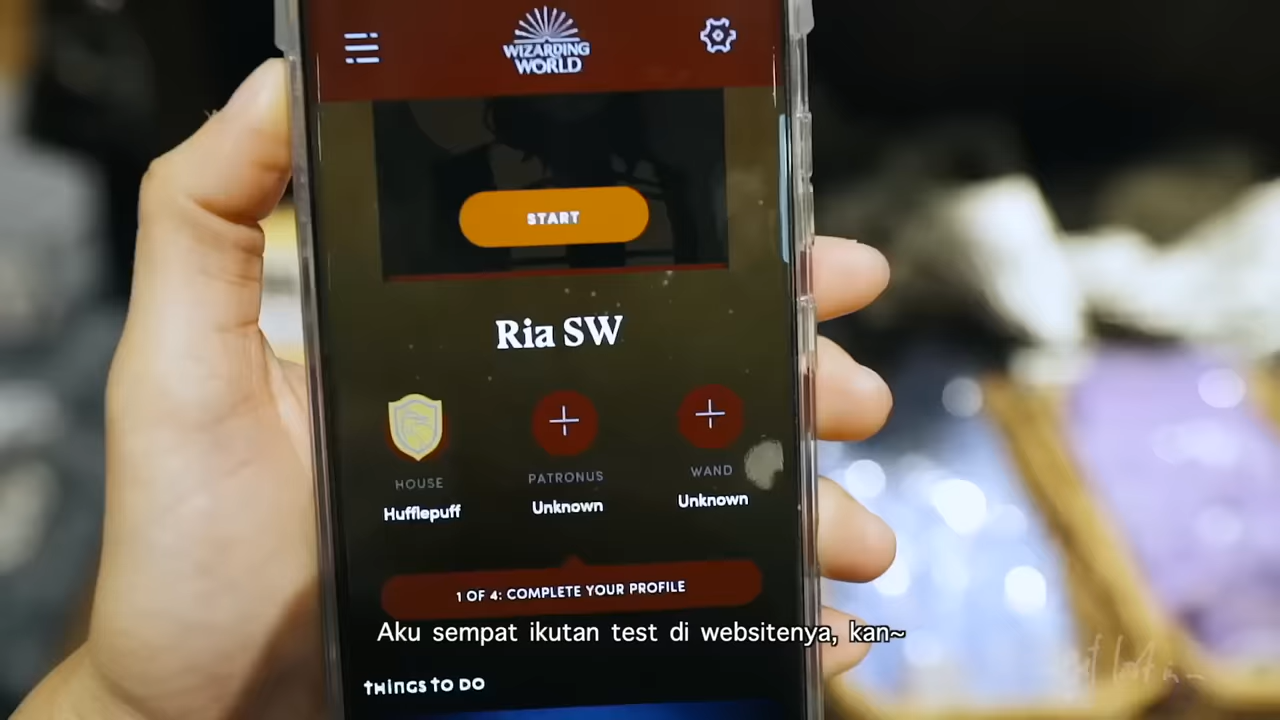 WIZARDING
WORLD
START
Ria SW
HOUSE
Hufflepuff
PATRONUS
Unknown
WAND
Unknown
1 OF 4: COMPLETE YOUR PROFILE
Aku sempat ikutan test di websitenya, kan~
THINGS TO DO